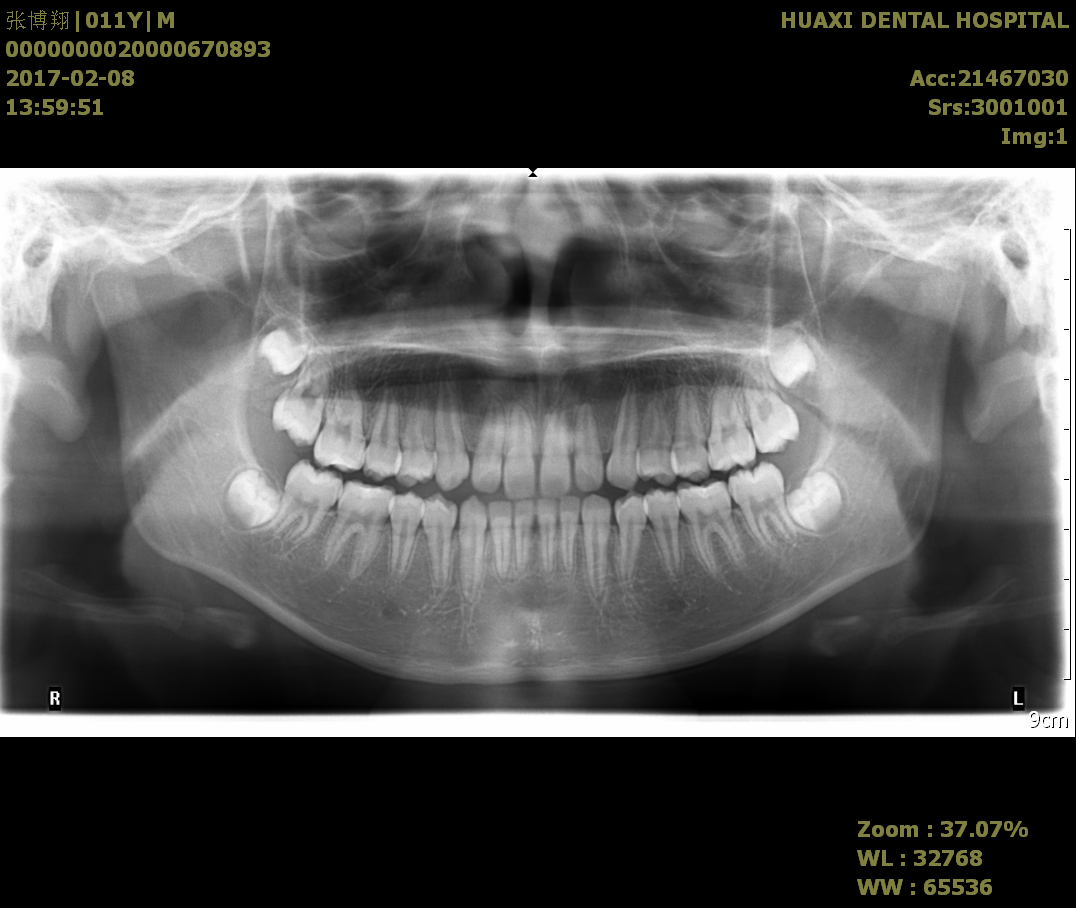 张博翔|011Y|M
0000000020000670893
2017-02-08
13:59:51
HUAXI DENTAL HOSPITAL
Acc:21467030
Srs:3001001
Img:1
R
L
9cm
Zoom : 37.07%
WL : 32768
WW : 65536